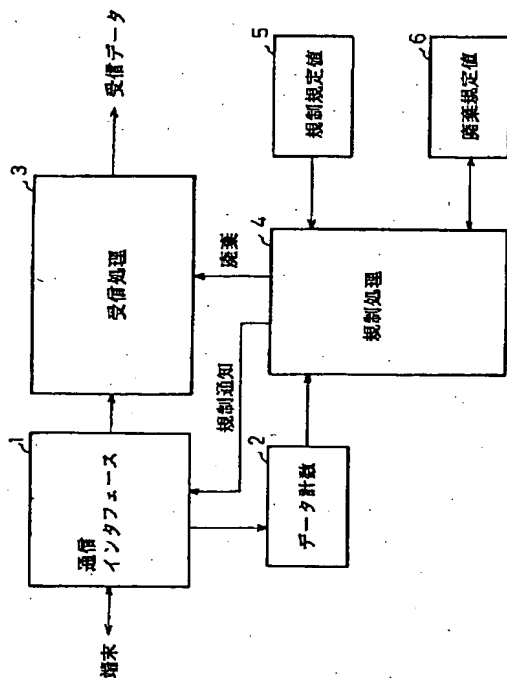 端末
1
通信
インタフェース
3
受信処理
受信データ
規制通知
廃棄
2
データ計数
4
規制処理
5
規制規定値
6
廃棄規定値